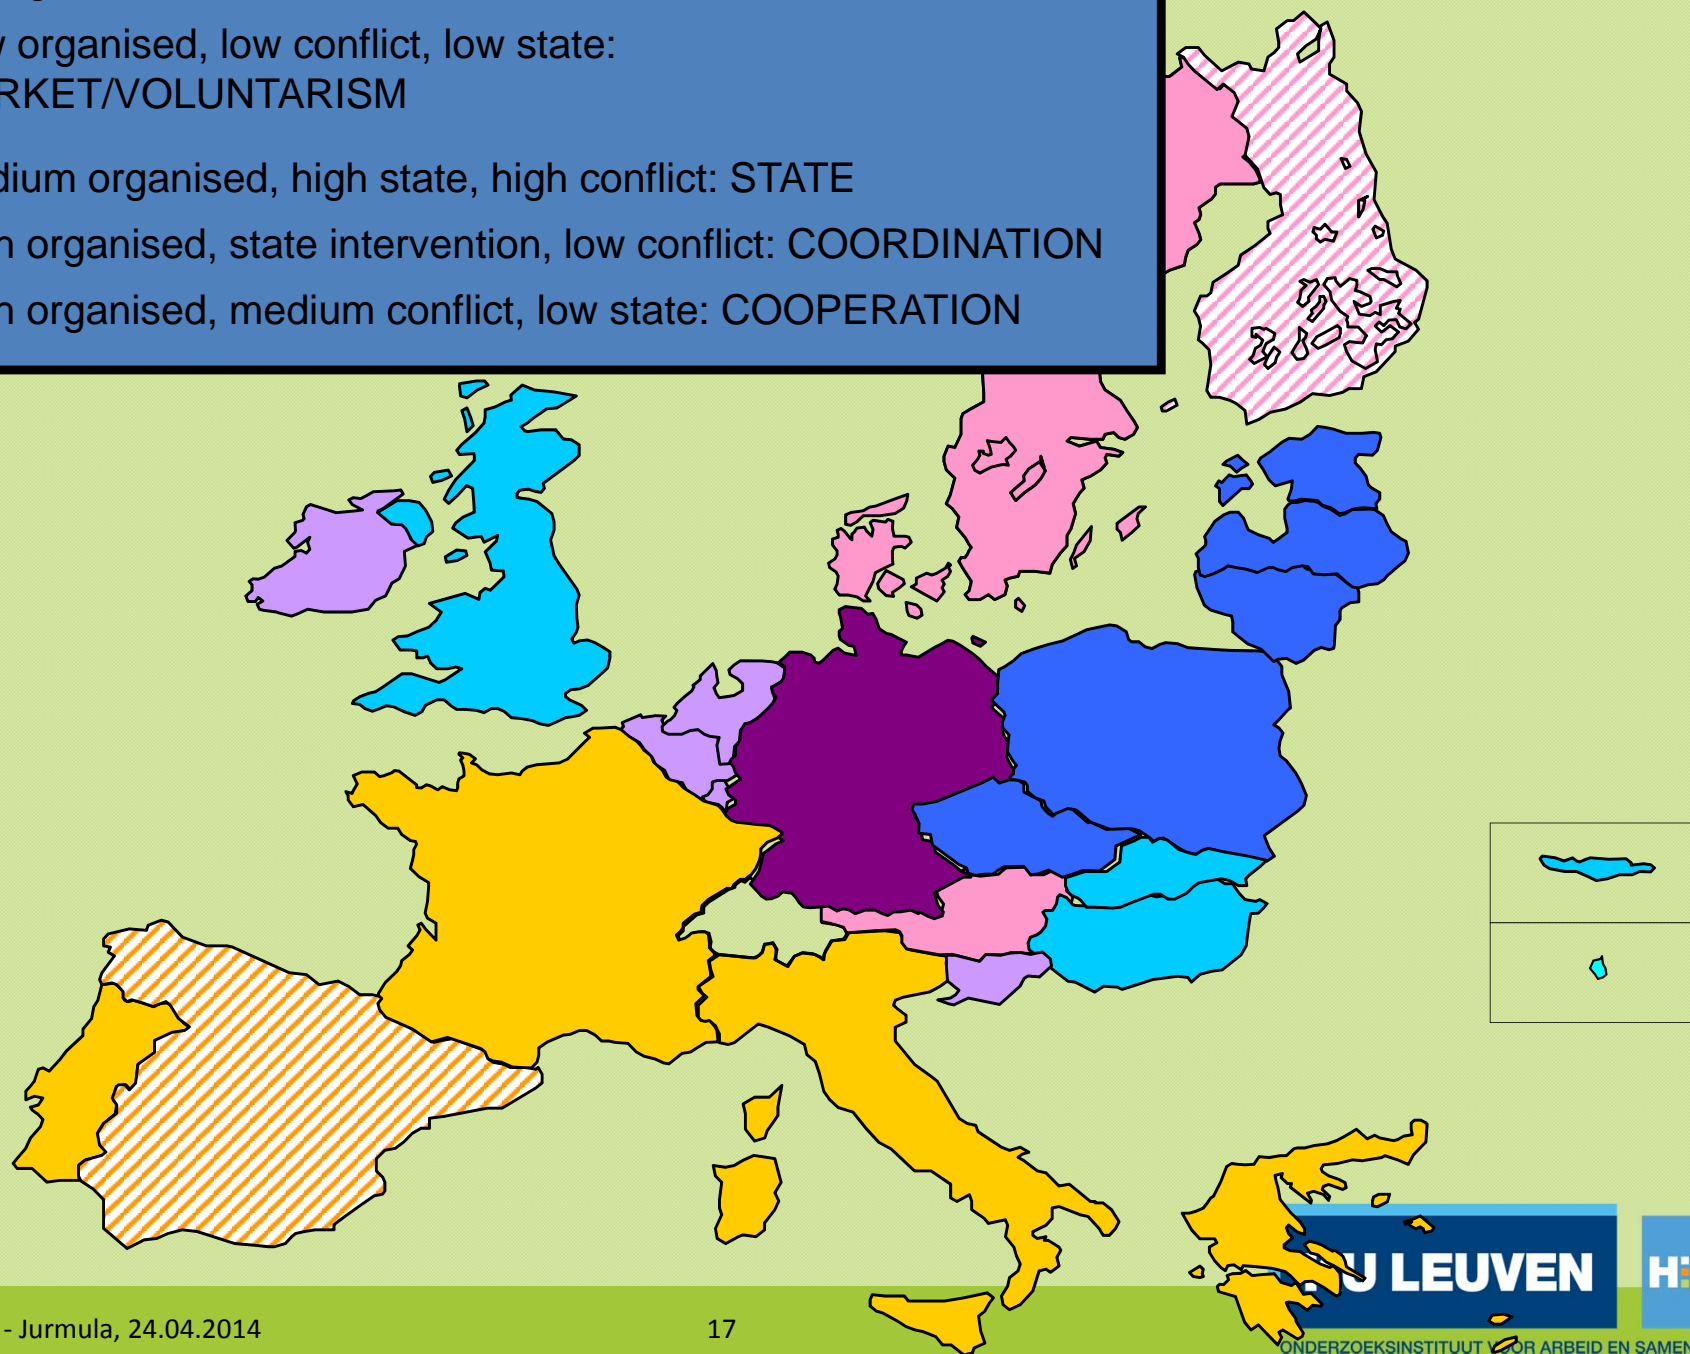 organised, low conflict, low state:
RKET/VOLUNTARISM
dium organised, high state, high conflict: STATE
organised, state intervention, low conflict: COORDINATION
organised, medium conflict, low state: COOPERATION
U LEUVEN
- Jurmula, 24.04.2014
17
ONDERZOEKSINSTITUUT VOOR ARBEID EN SAMEN